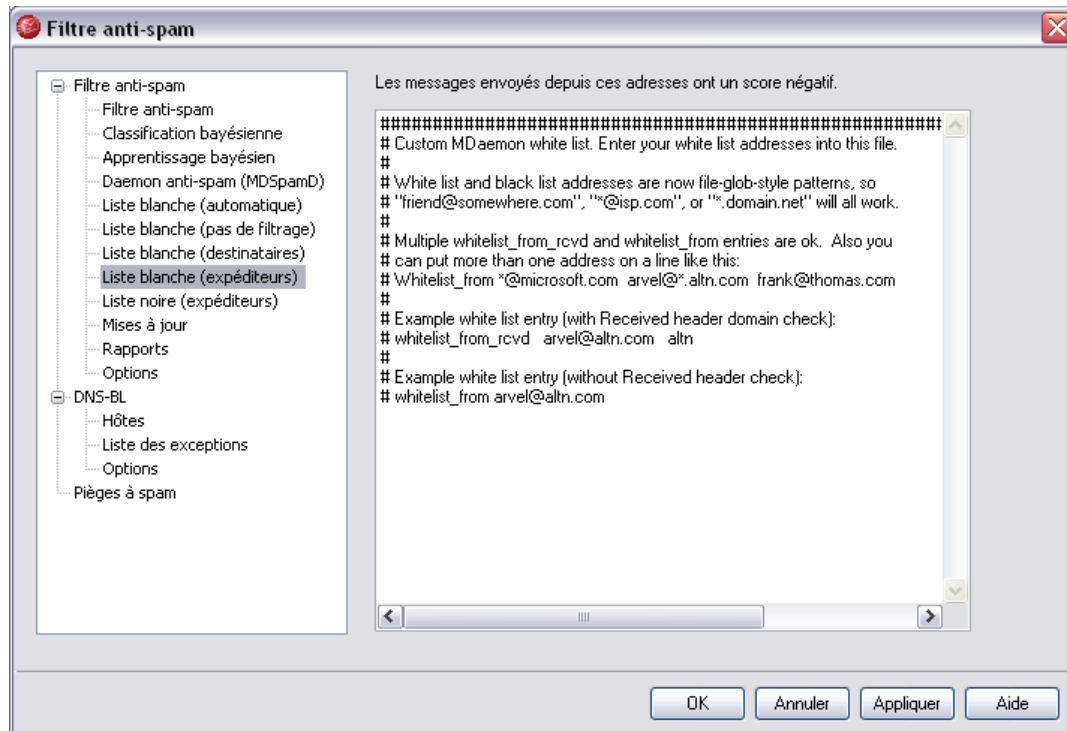 Filtre anti-spam
Filtre anti-spam
Filtre anti-spam
Classification bayésienne
Apprentissage bayésien
Daemon anti-spam (MDSpamD)
Liste blanche (automatique)
Liste blanche (pas de filtrage)
Liste blanche (destinataires)
Liste blanche (expéditeurs)
Liste noire (expéditeurs)
Mises à jour
Rapports
Options
DNS-BL
Hôtes
Liste des exceptions
Options
Pièges à spam
Les messages envoyés depuis ces adresses ont un score négatif.
########################################################
# Custom MDaemon white list. Enter your white list addresses into this file.
#
# White list and black list addresses are now file-glob-style patterns, so
# "friend@somewhere.com", "*@isp.com", or "*.domain.net" will all work.
#
# Multiple whitelist_from_rcvd and whitelist_from entries are ok. Also you
# can put more than one address on a line like this:
# Whitelist_from *@microsoft.com arvel@*.altn.com frank@thomas.com
#
# Example white list entry (with Received header domain check):
# whitelist_from_rcvd arvel@altn.com altn
#
# Example white list entry (without Received header check):
# whitelist_from arvel@altn.com
OK
Annuler
Appliquer
Aide